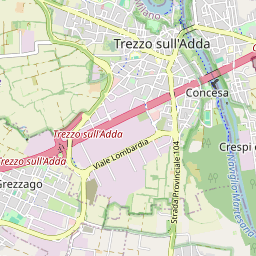 Milano
Trezzo sull'Adda
Concesa
Trezzo sull'Adda
Viale Lombardia
Trezzo sull'Adda
Crespi
Grezzago
Strada Provinciale 104
Naviglio Martesana